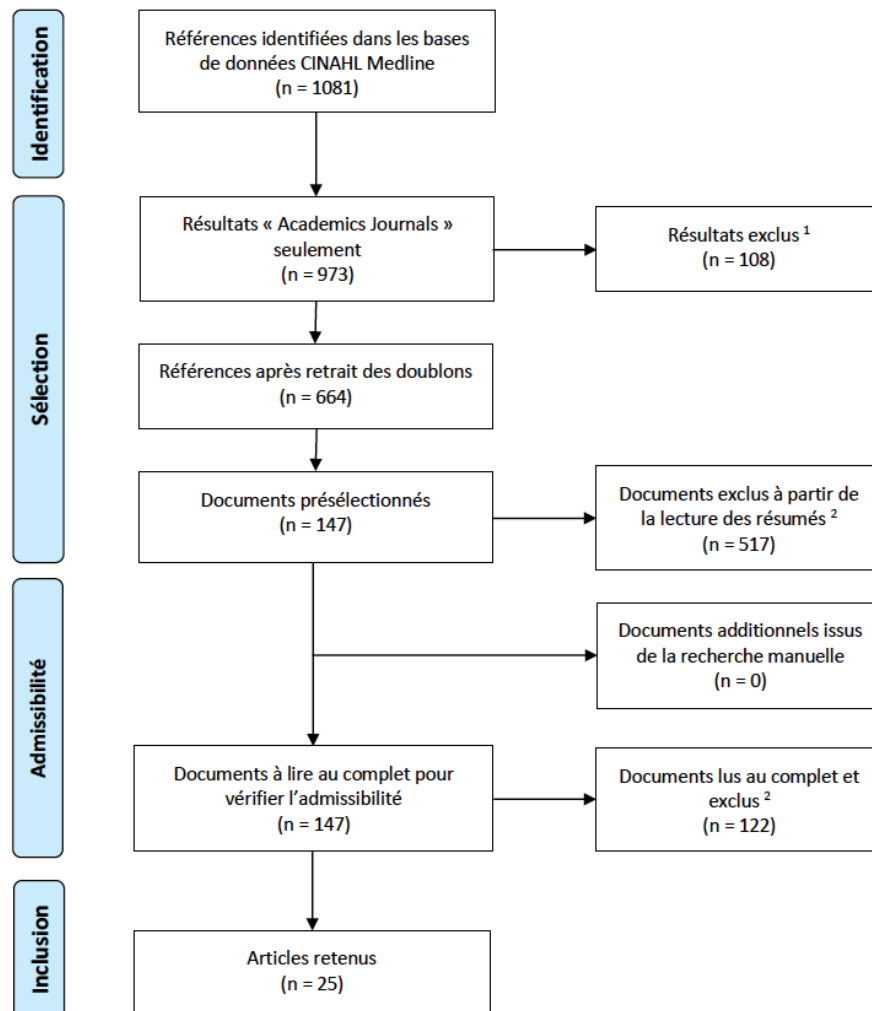 Identification
Références identifiées dans les bases
de données CINAHL Medline
(n = 1081)
Sélection
Résultats « Academics Journals »
seulement
(n = 973)
Résultats exclus ¹
(n = 108)
Références après retrait des doublons
(n = 664)
Documents présélectionnés
(n = 147)
Documents exclus à partir de
la lecture des résumés ²
(n = 517)
Admissibilité
Documents additionnels issus
de la recherche manuelle
(n = 0)
Documents à lire au complet pour
vérifier l'admissibilité
(n = 147)
Documents lus au complet et
exclus ²
(n = 122)
Inclusion
Articles retenus
(n = 25)